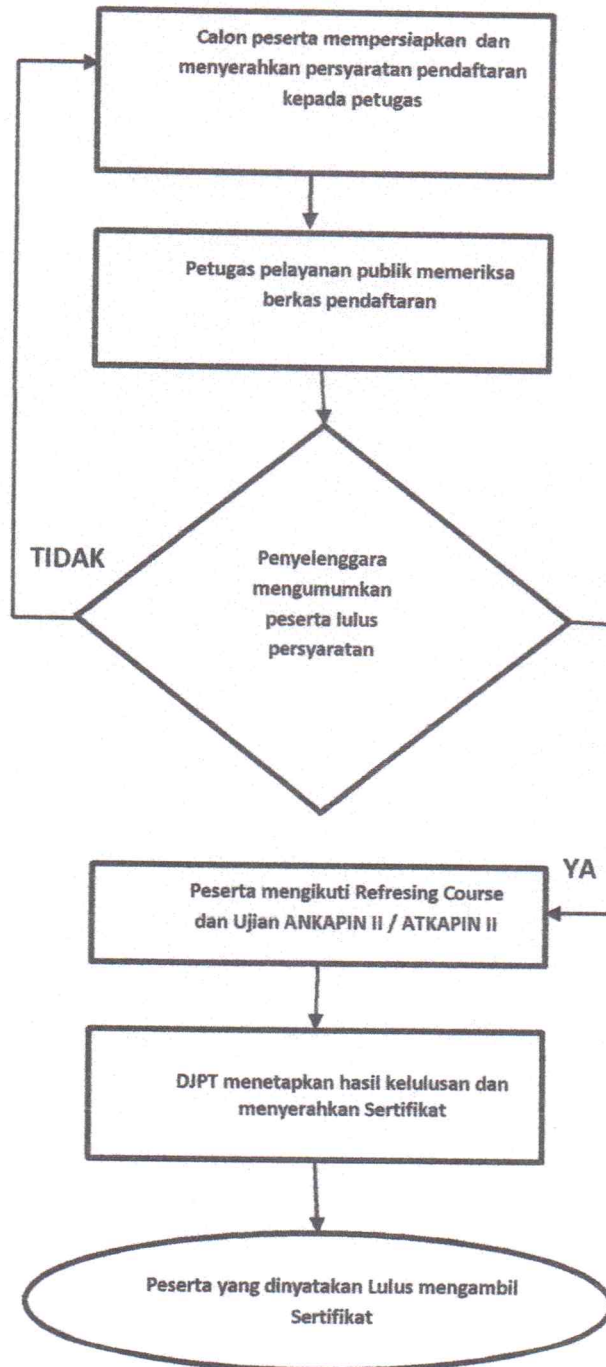 Calon peserta mempersiapkan dan
menyerahkan persyaratan pendaftaran
kepada petugas
Petugas pelayanan publik memeriksa
berkas pendaftaran
TIDAK
Penyelenggara
mengumumkan
peserta lulus
persyaratan
YA
Peserta mengikuti Refresing Course
dan Ujian ANKAPIN II / ATKAPIN II
DJPT menetapkan hasil kelulusan dan
menyerahkan Sertifikat
Peserta yang dinyatakan Lulus mengambil
Sertifikat